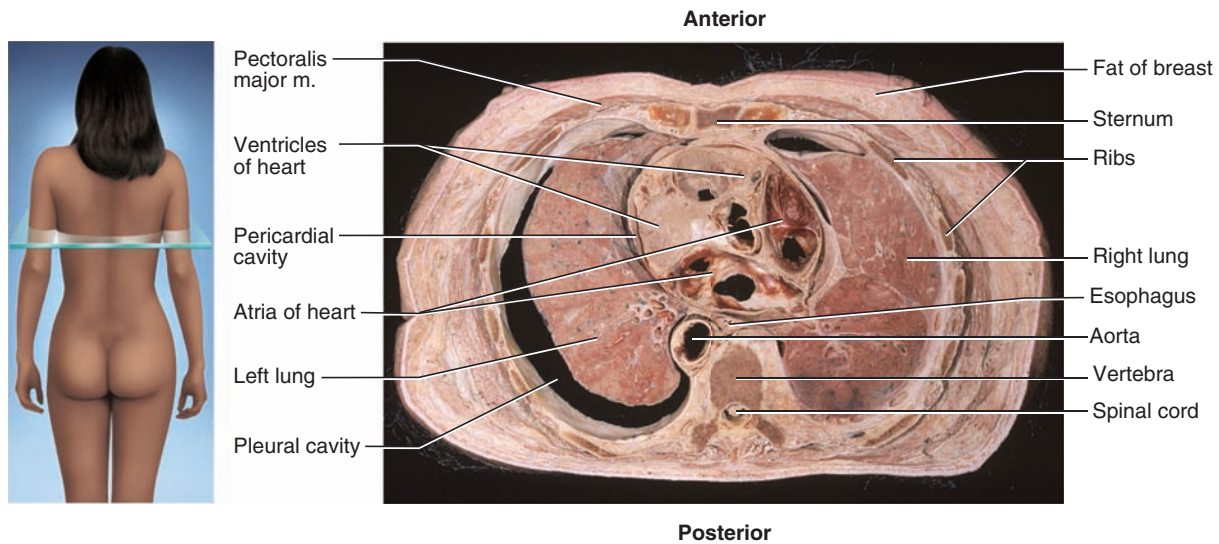 Anterior
Pectoralis
major m.
Ventricles
of heart
Pericardial
cavity
Atria of heart
Left lung
Pleural cavity
Fat of breast
Sternum
Ribs
Right lung
Esophagus
Aorta
Vertebra
Spinal cord
Posterior